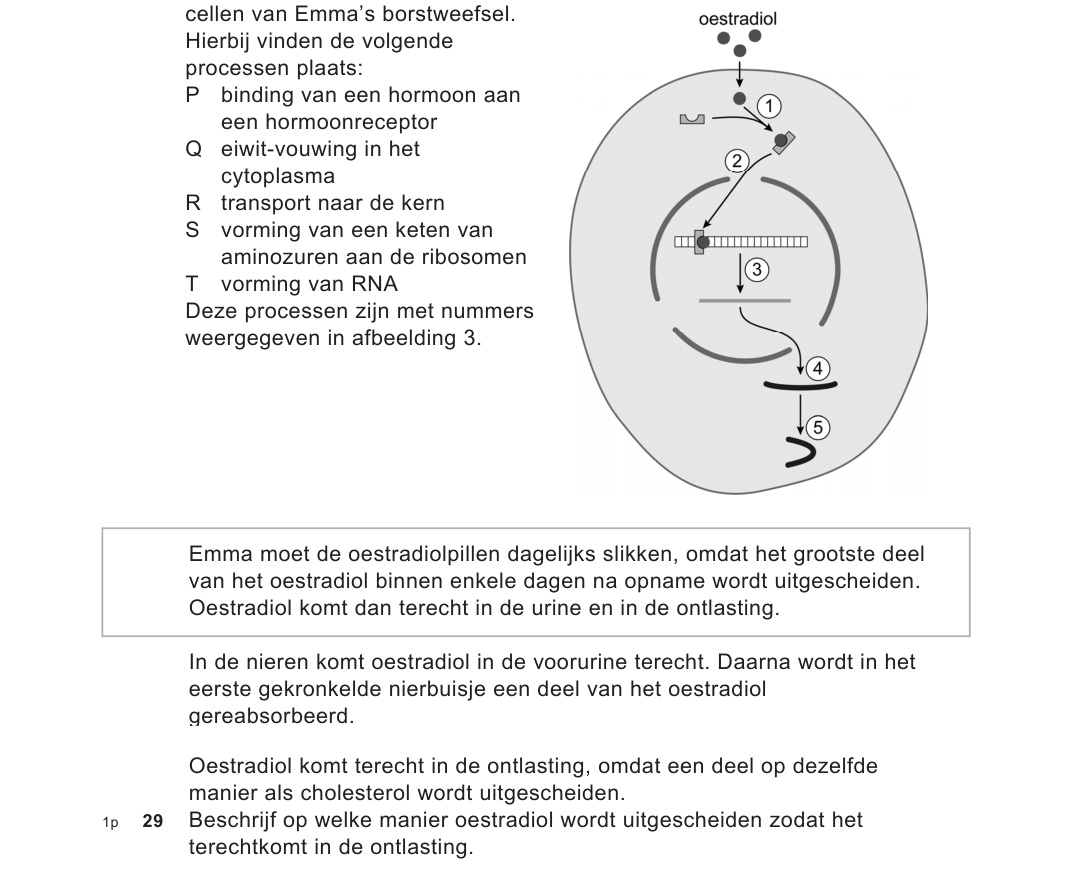 cellen van Emma's borstweefsel.
Hierbij vinden de volgende
processen plaats:
P binding van een hormoon aan
een hormoonreceptor
Q eiwit-vouwing in het
cytoplasma
R transport naar de kern
S vorming van een keten van
aminozuren aan de ribosomen
T vorming van RNA
Deze processen zijn met nummers
weergegeven in afbeelding 3.
oestradiol
1
2
3
4
5
Emma moet de oestradiolpillen dagelijks slikken, omdat het grootste deel
van het oestradiol binnen enkele dagen na opname wordt uitgescheiden.
Oestradiol komt dan terecht in de urine en in de ontlasting.
In de nieren komt oestradiol in de voorurine terecht. Daarna wordt in het
eerste gekronkelde nierbuisje een deel van het oestradiol
gereabsorbeerd.
Oestradiol komt terecht in de ontlasting, omdat een deel op dezelfde
manier als cholesterol wordt uitgescheiden.
1p 29 Beschrijf op welke manier oestradiol wordt uitgescheiden zodat het
terechtkomt in de ontlasting.